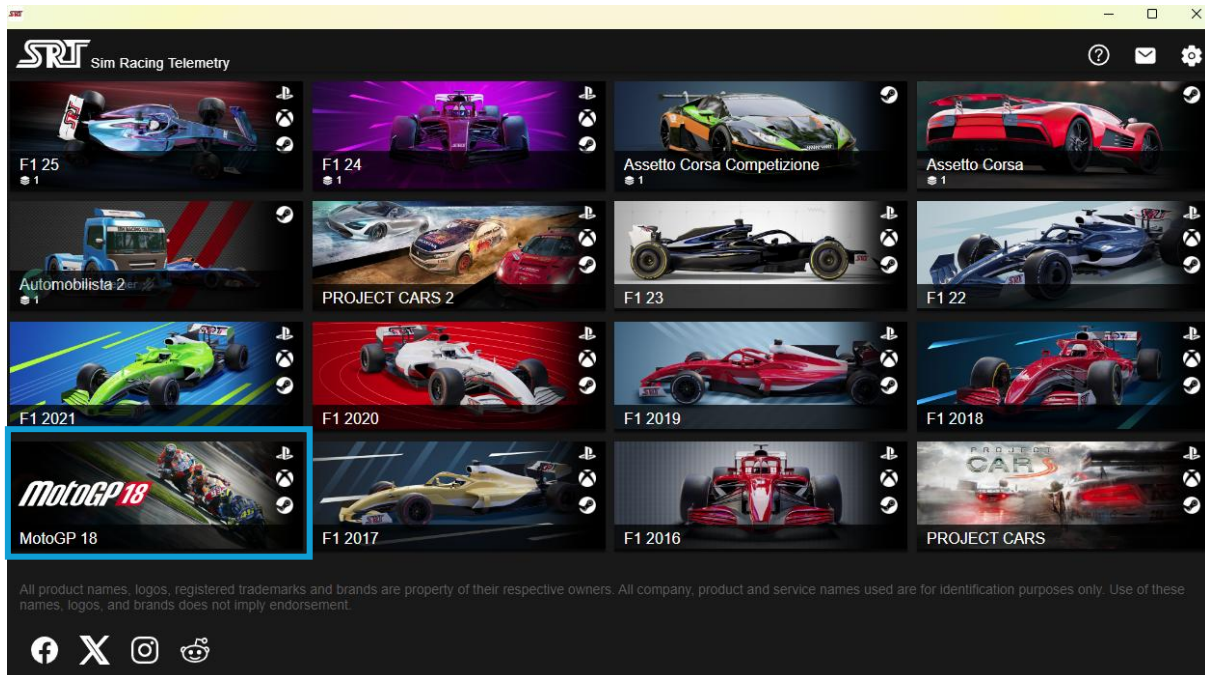 SRT Sim Racing Telemetry
F1 25
1
F1 24
1
Assetto Corsa Competizione
1
Assetto Corsa
1
Automobilista 2
1
PROJECT CARS 2
F1 23
F1 22
F1 2021
F1 2020
F1 2019
F1 2018
MotoGP 18
MotoGP 18
F1 2017
F1 2016
PROJECT
CARS
PROJECT CARS
All product names, logos, registered trademarks and brands are property of their respective owners. All company, product and service names used are for identification purposes only. Use of these
names, logos, and brands does not imply endorsement.